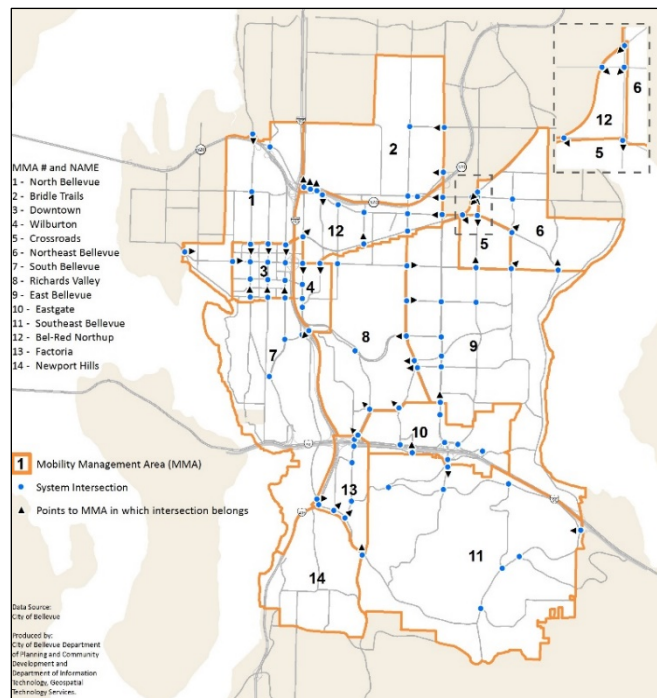 MMA # and NAME
1 - North Bellevue
2 - Bridle Trails
3 - Downtown
4 - Wilburton
5 - Crossroads
6 - Northeast Bellevue
7 - South Bellevue
8 - Richards Valley
9 - East Bellevue
10 - Eastgate
11 - Southeast Bellevue
12 - Bel-Red Northup
13 - Factoria
14 - Newport Hills
1 Mobility Management Area (MMA)
System Intersection
Points to MMA in which intersection belongs
Data Source:
City of Bellevue
Produced by:
City of Bellevue Department
of Planning and Community
Development and
Department of Information
Technology, Geospatial
Technology Services.
6
12
5
2
1
12
5
6
3
4
8
9
7
10
13
11
14